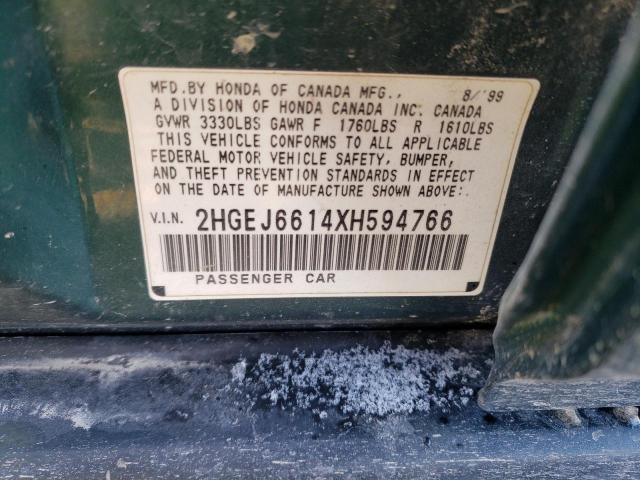 MFD.BY HONDA OF CANADA MFG., 8/'99
A DIVISION OF HONDA CANADA INC. CANADA
GVWR 3330LBS GAWR F 1760LBS R 1610LBS
THIS VEHICLE CONFORMS TO ALL APPLICABLE
FEDERAL MOTOR VEHICLE SAFETY, BUMPER,
AND THEFT PREVENTION STANDARDS IN EFFECT
ON THE DATE OF MANUFACTURE SHOWN ABOVE:.
V.I.N. 2HGEJ6614XH594766
PASSENGER CAR